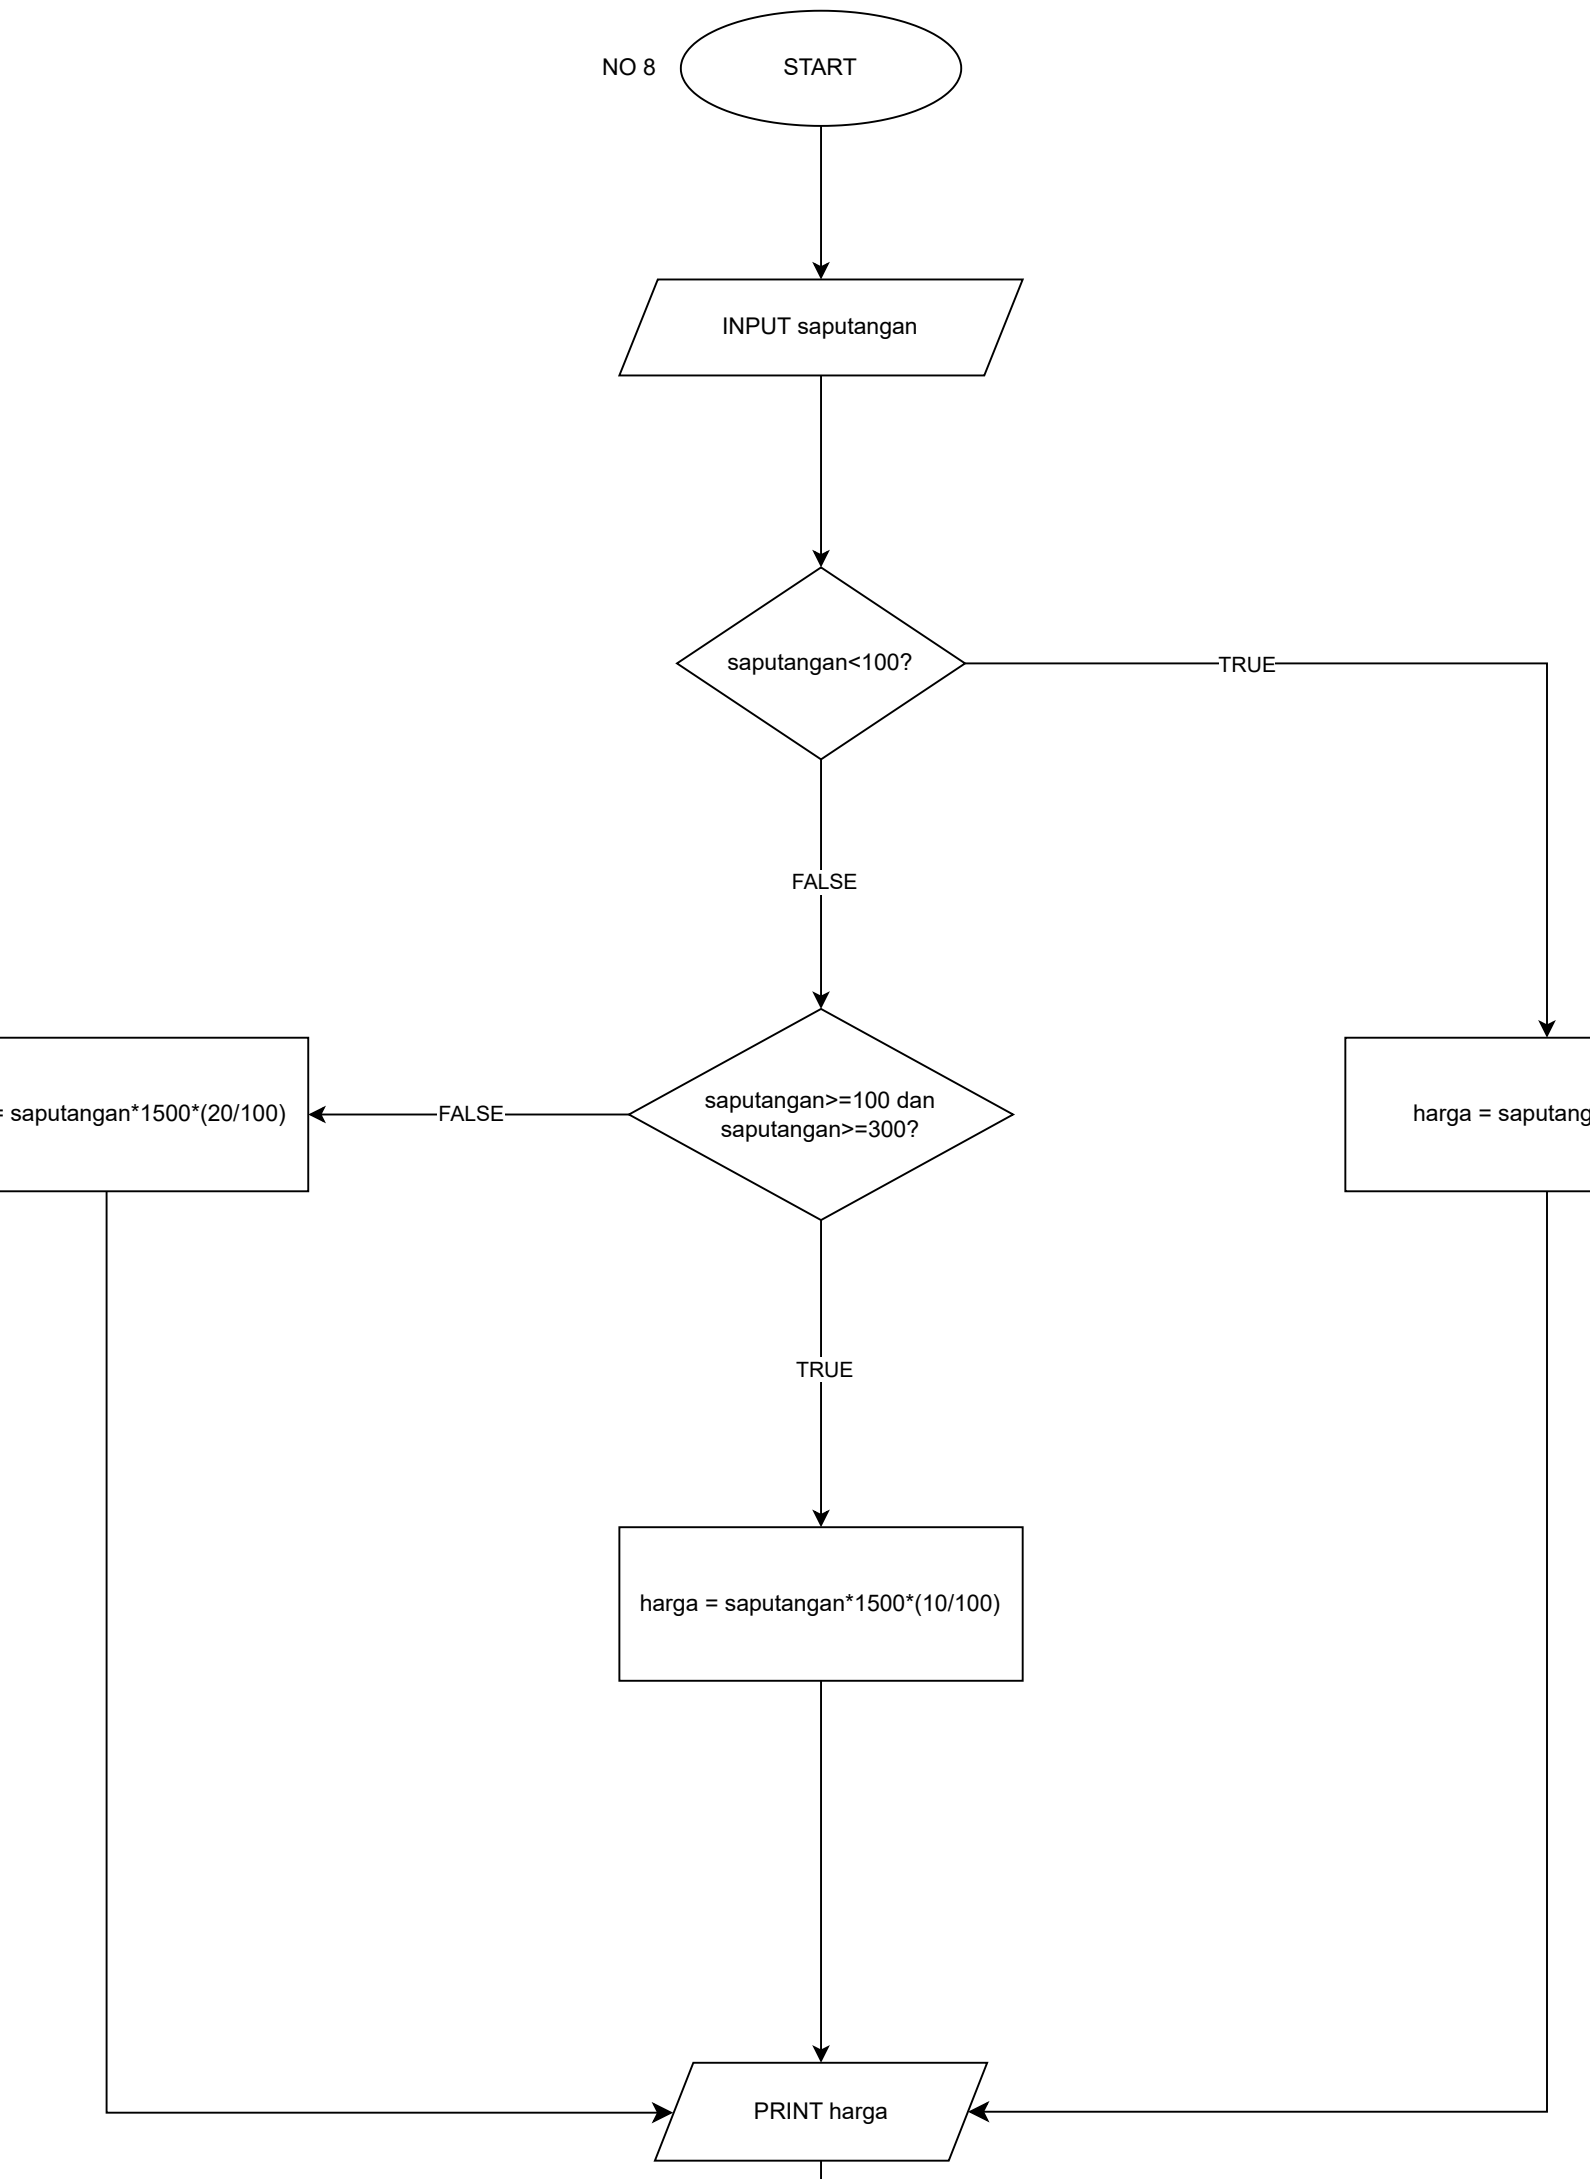 NO 8
START
INPUT saputangan
saputangan<100?
TRUE
FALSE
= saputangan*1500*(20/100)
FALSE
saputangan>=100 dan
saputangan>=300?
harga = saputang
TRUE
harga = saputangan*1500*(10/100)
PRINT harga